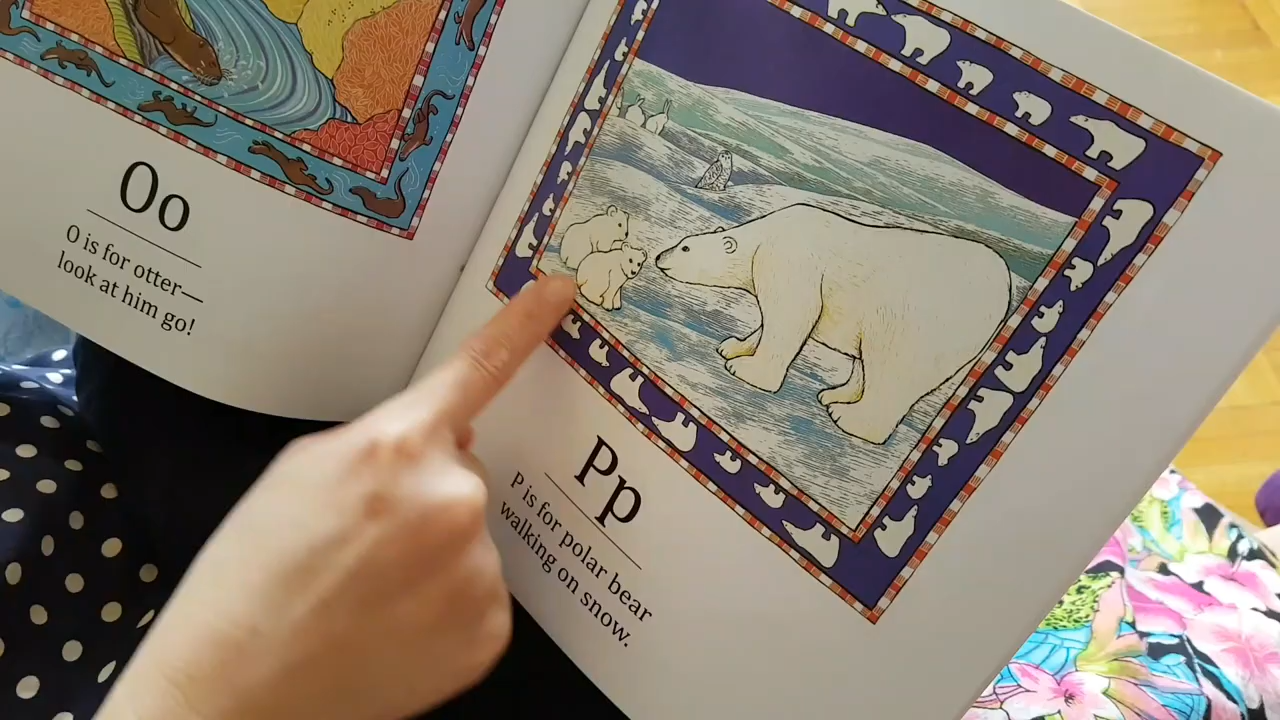 Oo
O is for otter—
look at him go!
Pp
P is for polar bear
walking on snow.